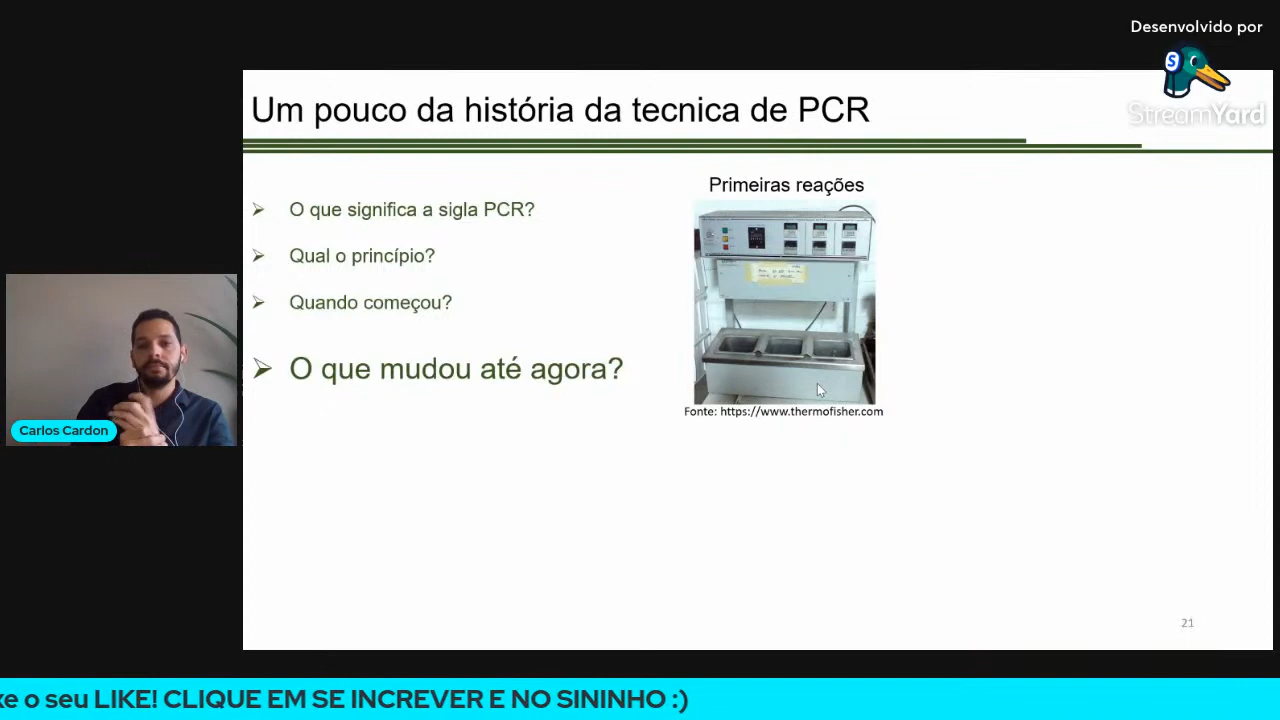 Desenvolvido por
StreamYard
Um pouco da história da tecnica de PCR
O que significa a sigla PCR?
Qual o princípio?
Quando começou?
O que mudou até agora?
Primeiras reações
Fonte: https://www.thermofisher.com
Carlos Cardon
21
o seu LIKE! CLIQUE EM SE INCREVER E NO SININHO :)